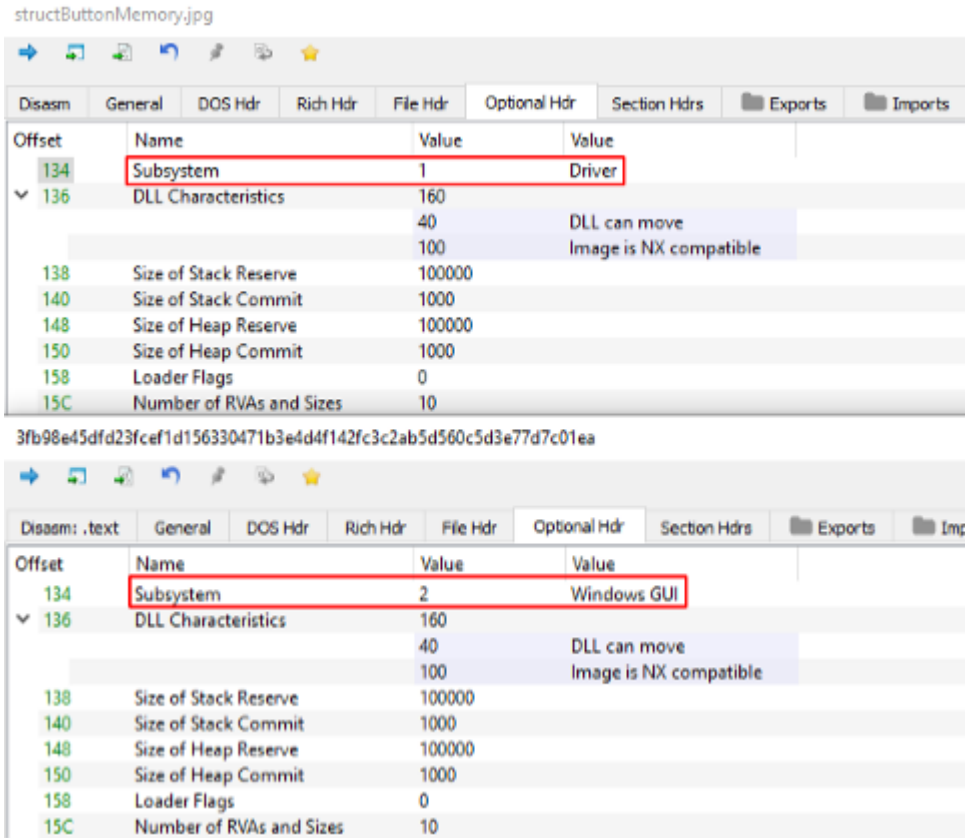 structButtonMemory.jpg
Disasm General DOS Hdr Rich Hdr File Hdr Optional Hdr Section Hdrs Exports Imports
Offset Name Value Value
134 Subsystem 1 Driver
136 DLL Characteristics 160
40 DLL can move
100 Image is NX compatible
138 Size of Stack Reserve 100000
140 Size of Stack Commit 1000
148 Size of Heap Reserve 100000
150 Size of Heap Commit 1000
158 Loader Flags 0
15C Number of RVAs and Sizes 10
3fb98e45dfd23fcef1d156330471b3e4d4f142fc3c2ab5d560c5d3e77d7c01ea
Disasm: .text General DOS Hdr Rich Hdr File Hdr Optional Hdr Section Hdrs Exports Imp
Offset Name Value Value
134 Subsystem 2 Windows GUI
136 DLL Characteristics 160
40 DLL can move
100 Image is NX compatible
138 Size of Stack Reserve 100000
140 Size of Stack Commit 1000
148 Size of Heap Reserve 100000
150 Size of Heap Commit 1000
158 Loader Flags 0
15C Number of RVAs and Sizes 10